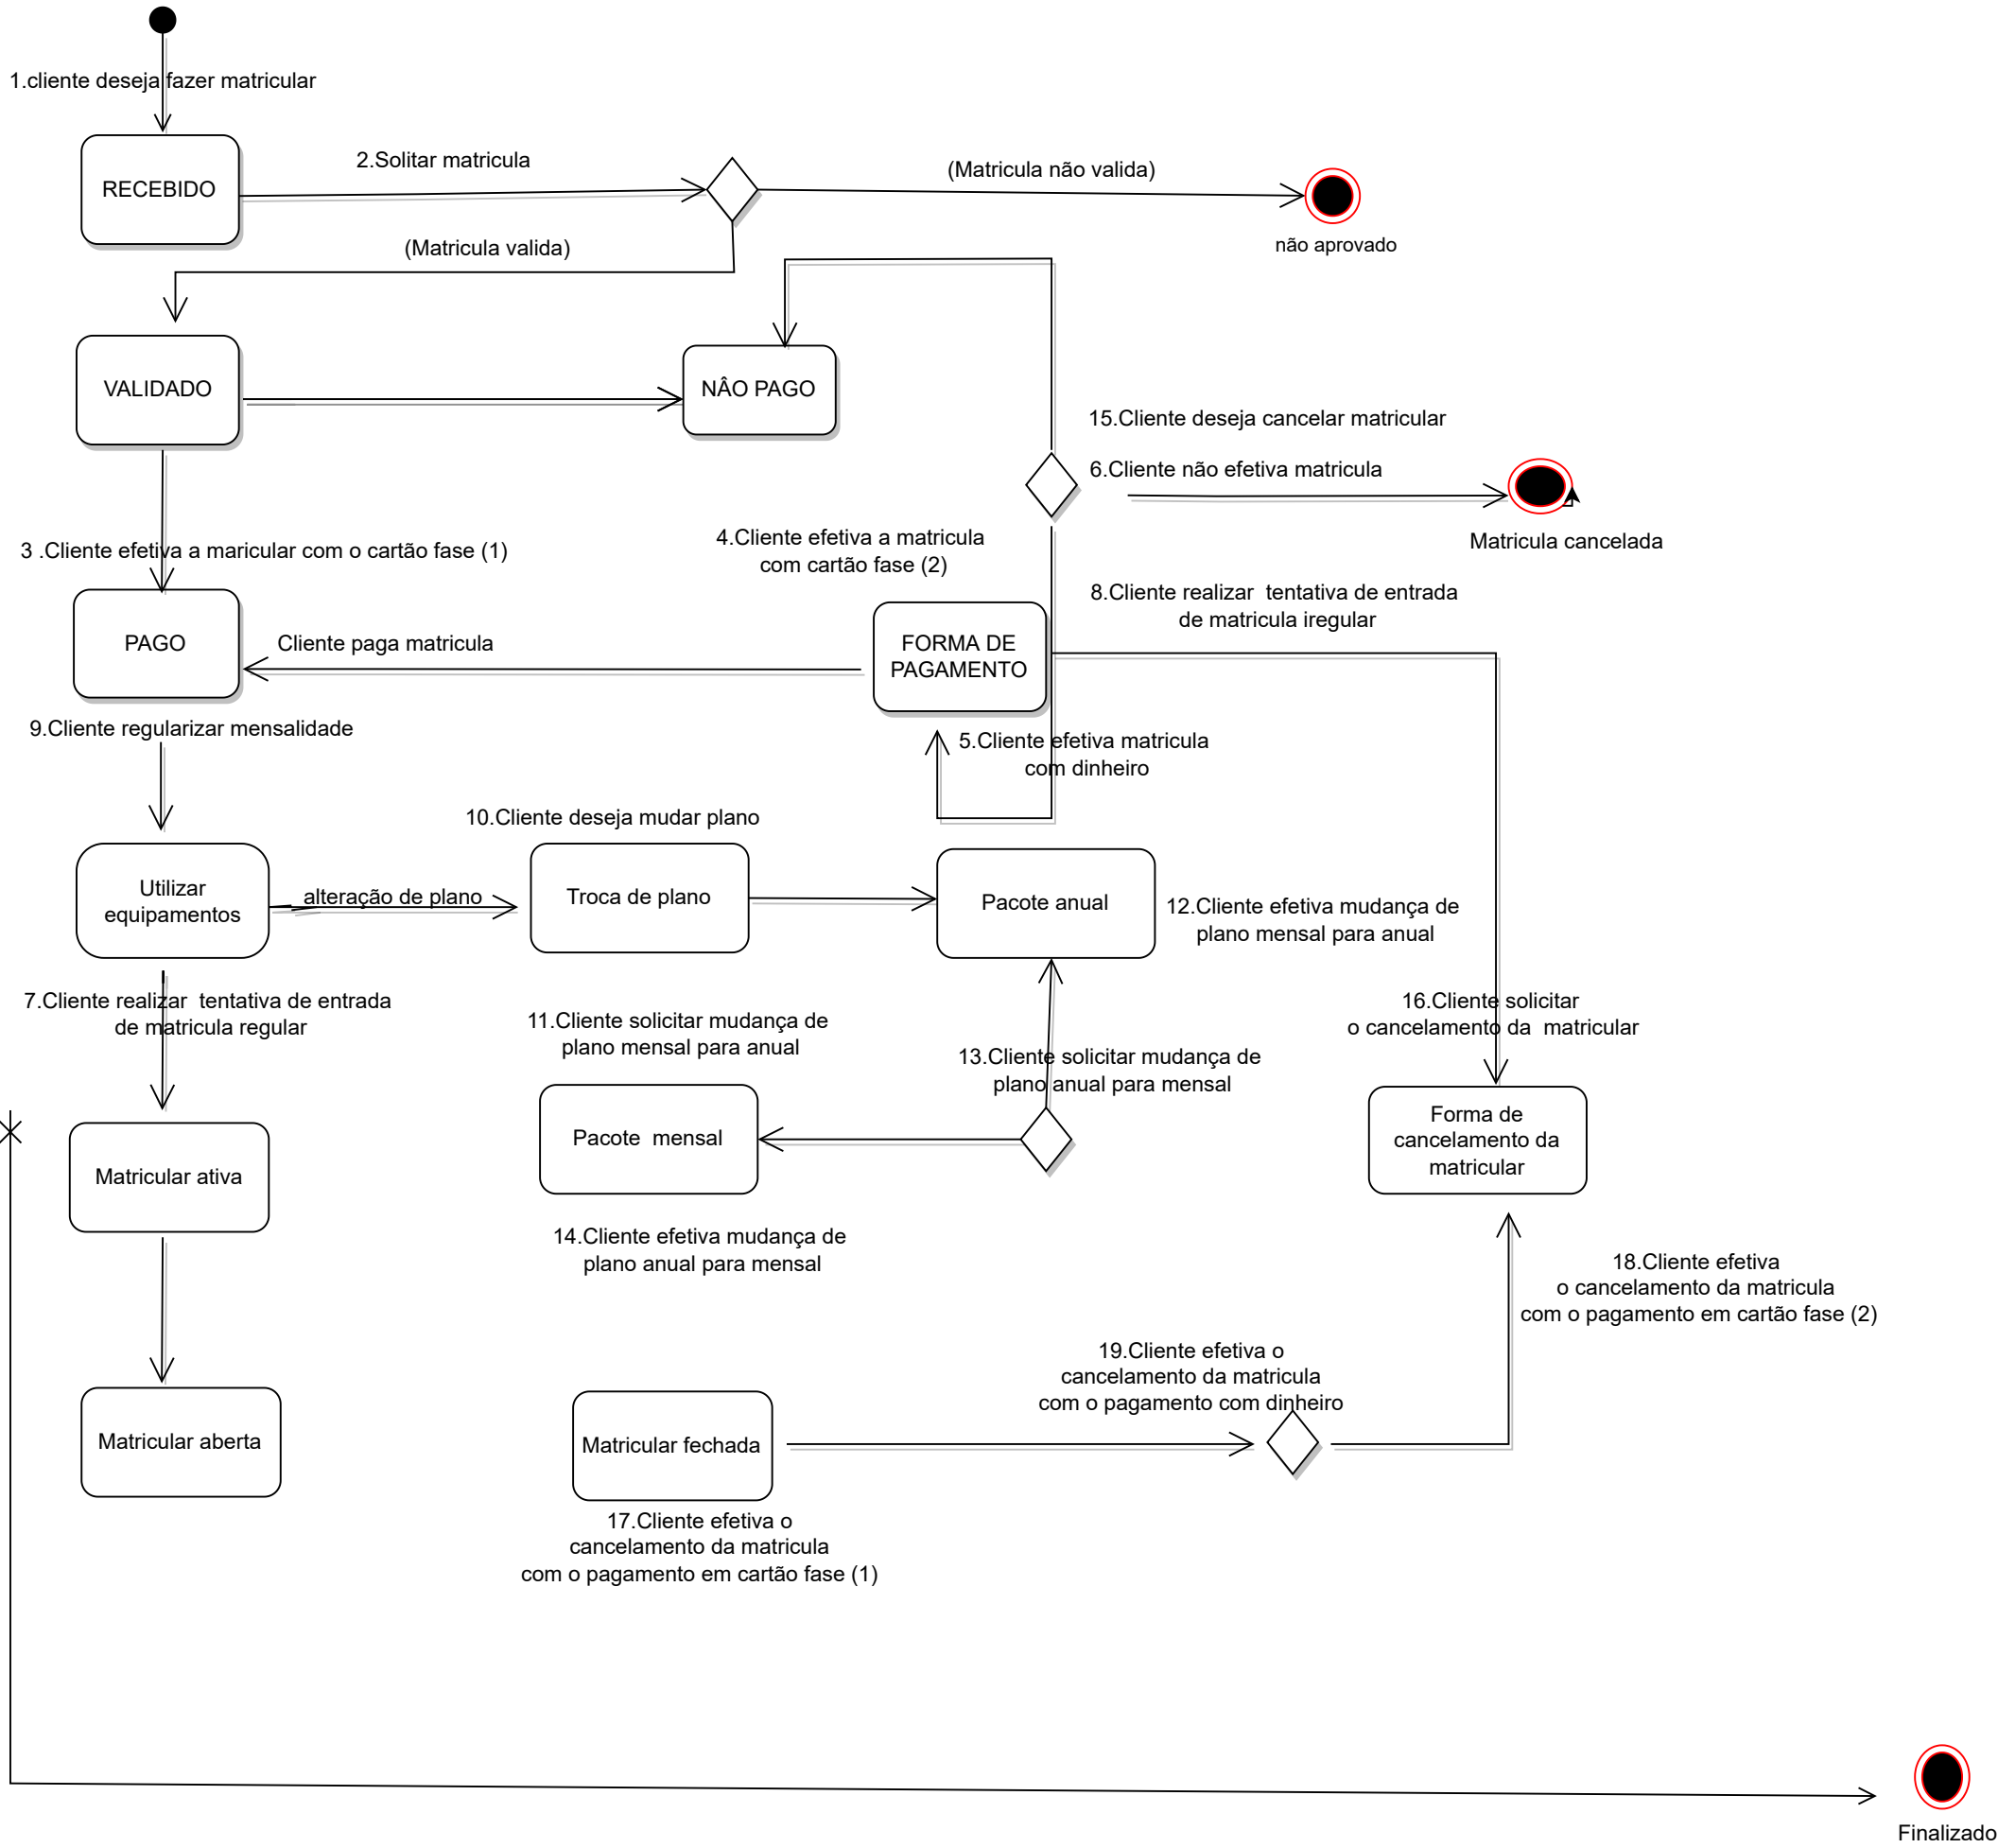 1.cliente deseja fazer matricular
2.Solitar matricula
(Matricula não valida)
RECEBIDO
não aprovado
(Matricula valida)
VALIDADO
NÂO PAGO
15.Cliente deseja cancelar matricular
6.Cliente não efetiva matricula
Matricula cancelada
3 .Cliente efetiva a maricular com o cartão fase (1)
4.Cliente efetiva a matricula
com cartão fase (2)
8.Cliente realizar  tentativa de entrada
de matricula iregular
PAGO
Cliente paga matricula
FORMA DE
PAGAMENTO
9.Cliente regularizar mensalidade
5.Cliente efetiva matricula
com dinheiro
10.Cliente deseja mudar plano
Utilizar
equipamentos
alteração de plano
Troca de plano
Pacote anual
12.Cliente efetiva mudança de
plano mensal para anual
7.Cliente realizar  tentativa de entrada
de matricula regular
11.Cliente solicitar mudança de
plano mensal para anual
13.Cliente solicitar mudança de
plano anual para mensal
16.Cliente solicitar
o cancelamento da  matricular
Matricular ativa
Pacote  mensal
Forma de
cancelamento da
matricular
14.Cliente efetiva mudança de
plano anual para mensal
18.Cliente efetiva
o cancelamento da matricula
com o pagamento em cartão fase (2)
19.Cliente efetiva o
cancelamento da matricula
com o pagamento com dinheiro
Matricular aberta
Matricular fechada
17.Cliente efetiva o
cancelamento da matricula
com o pagamento em cartão fase (1)
Finalizado